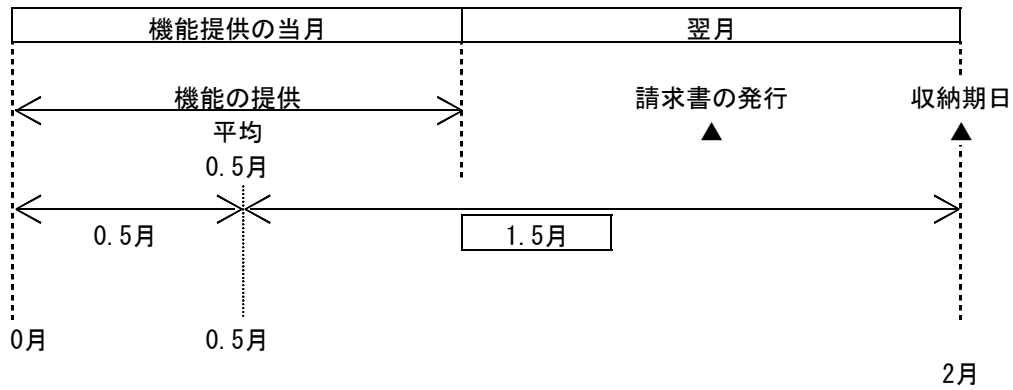 機能提供の当月 翌月
機能の提供 請求書の発行 収納期日
平均 ▲ ▲
0.5月
0.5月 1.5月
0月 0.5月
2月